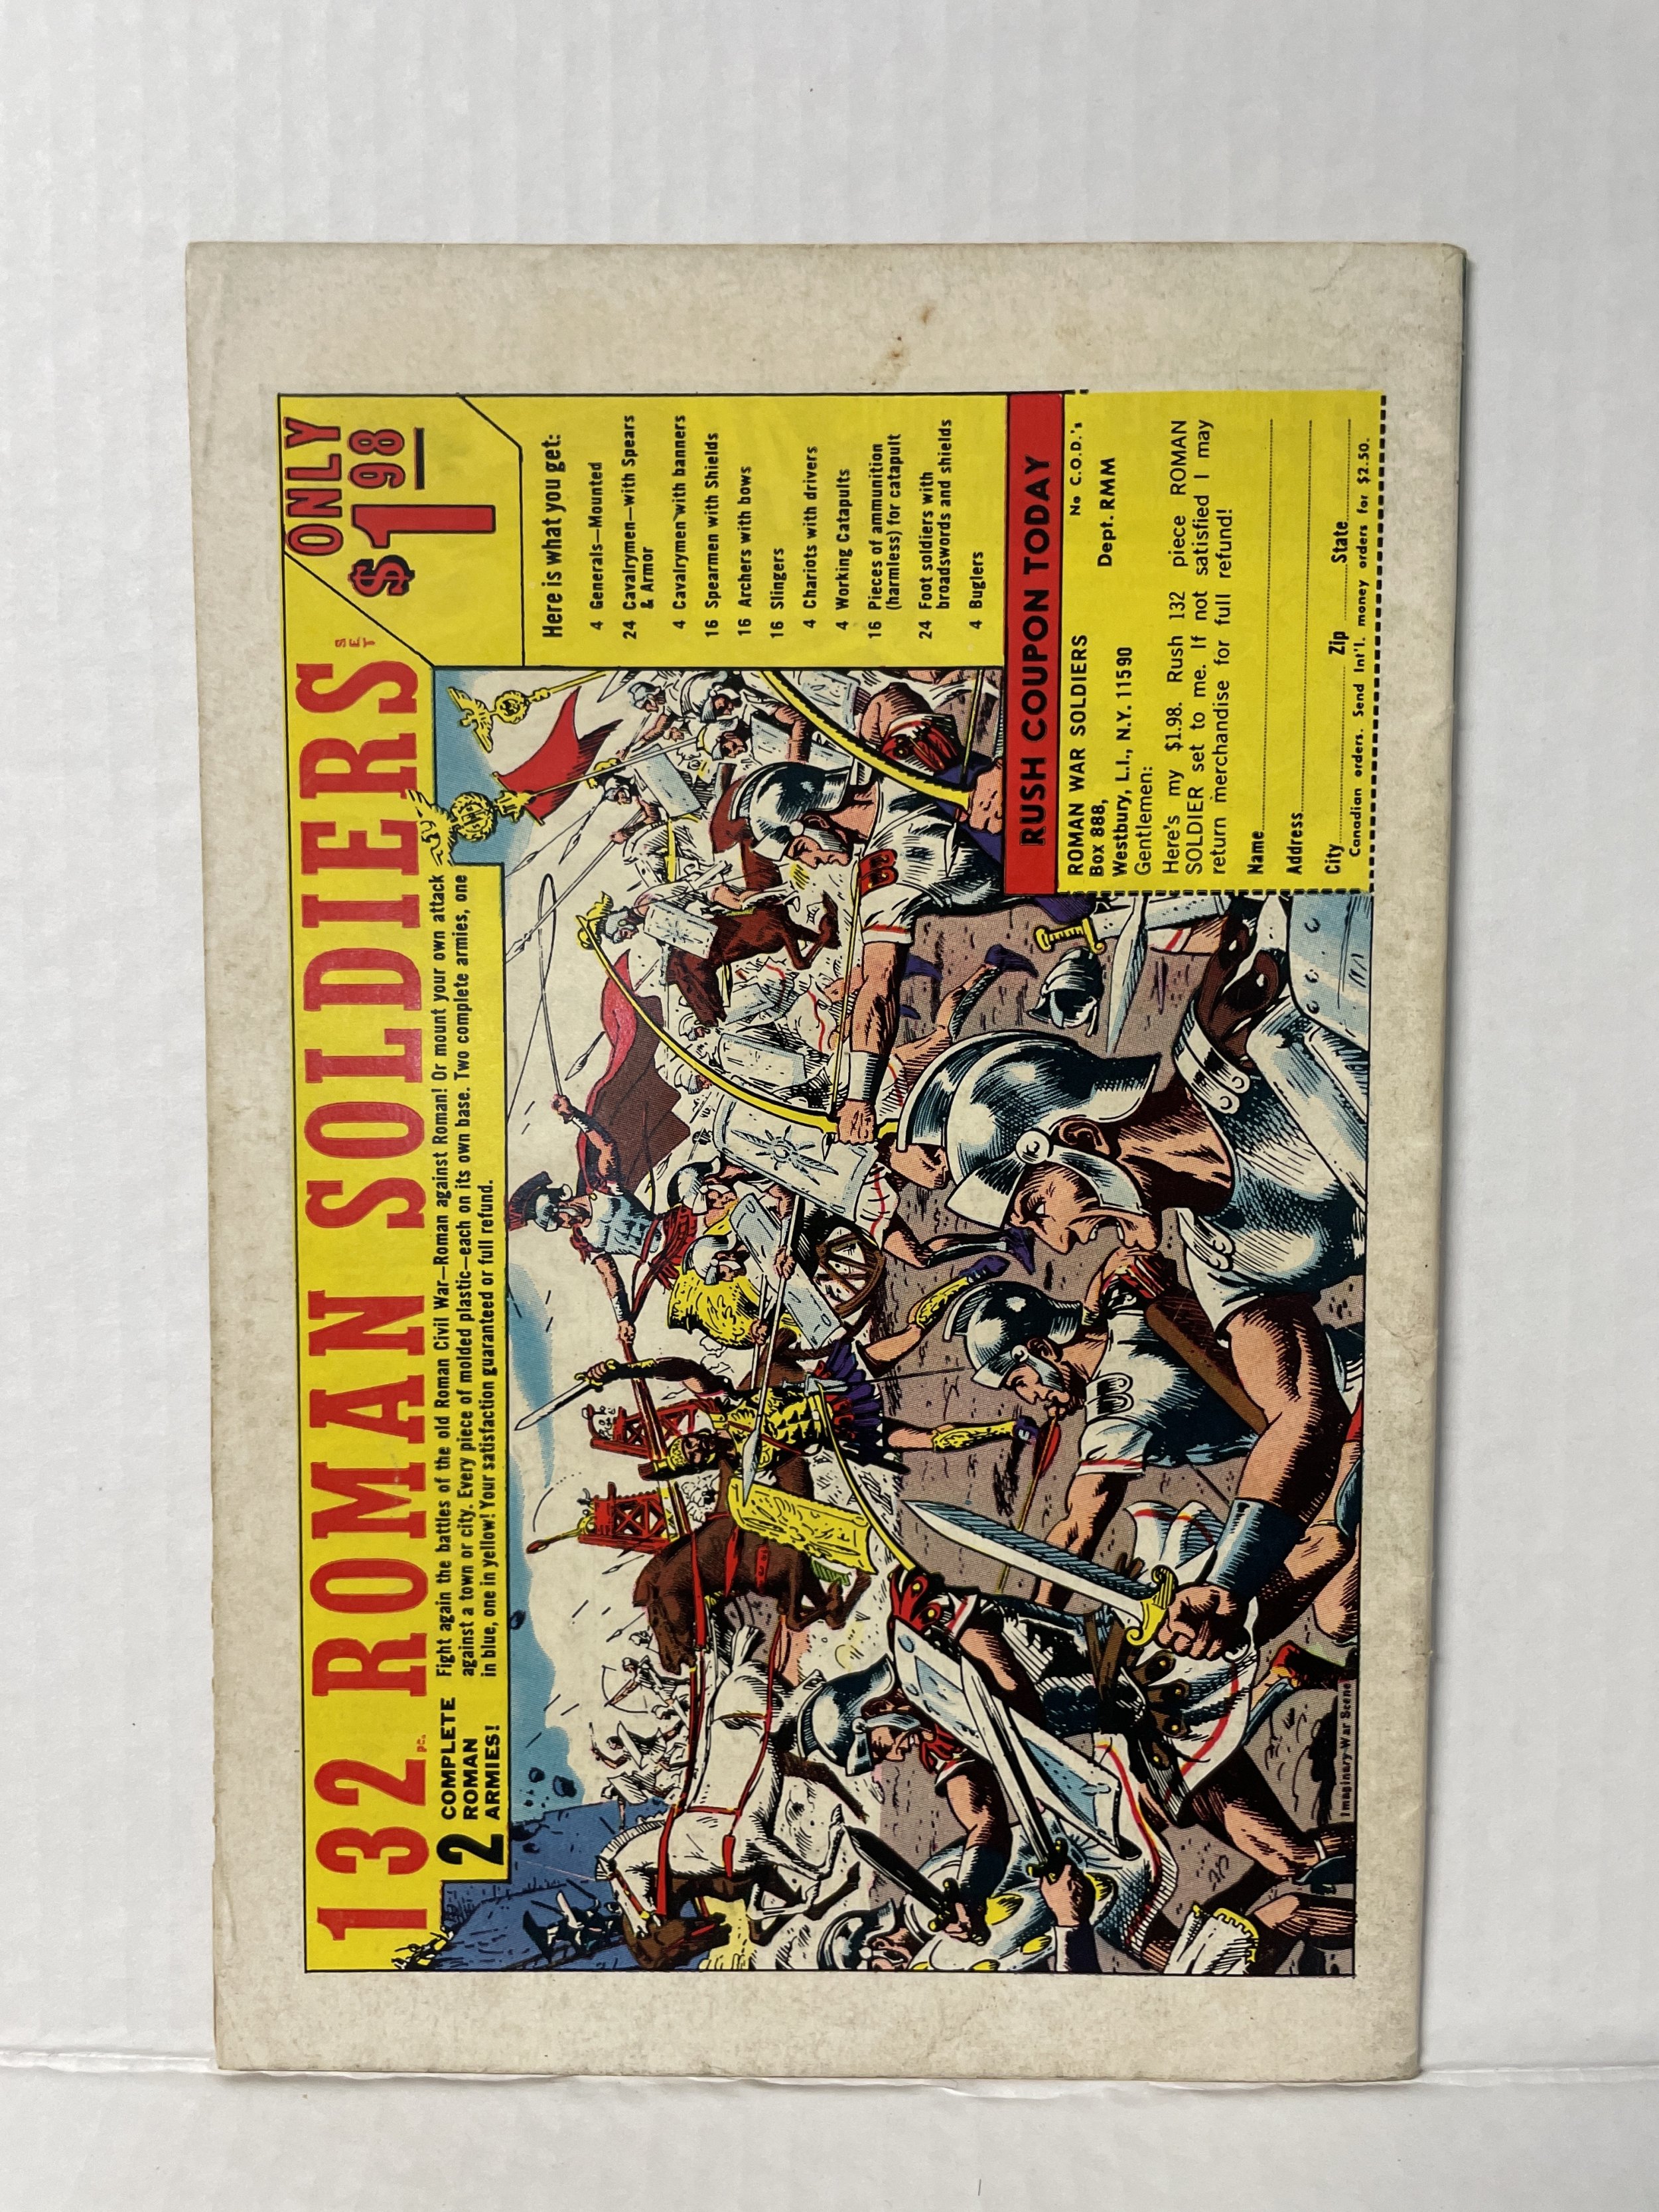 132 pc. ROMAN SOLDIERS SET
ONLY
$1.98
2 COMPLETE
ROMAN
ARMIES!
Fight again the battles of the old Roman Civil War—Roman against Roman! Or mount your own attack
against a town or city. Every piece of molded plastic—each on its own base. Two complete armies, one
in blue, one in yellow! Your satisfaction guaranteed or full refund.
Here is what you get:
4 Generals—Mounted
24 Cavalrymen—with Spears
& Armor
4 Cavalrymen with banners
16 Spearmen with Shields
16 Archers with bows
16 Slingers
4 Chariots with drivers
4 Working Catapults
16 Pieces of ammunition
(harmless) for catapult
24 Foot soldiers with
broadswords and shields
4 Buglers
RUSH COUPON TODAY
ROMAN WAR SOLDIERS No C.O.D.'s
Box 888, Dept. RMM
Westbury, L.I., N.Y. 11590
Gentlemen:
Here's my $1.98. Rush 132 piece ROMAN
SOLDIER set to me. If not satisfied I may
return merchandise for full refund!
Name
Address
City Zip State
Canadian orders. Send Int'l. money orders for $2.50.
Imaginary War Scene